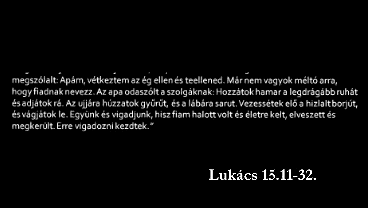 megszólalt: Apám, vétkeztem az ég ellen és teellened. Már nem vagyok méltó arra,
hogy fiadnak nevezz. Az apa odaszólt a szolgáknak: Hozzátok hamar a legdrágább ruhát
és adjátok rá. Az ujjára húzzatok gyűrűt, és a lábára sarut. Vezessétek elő a hizlalt borjút,
és vágjátok le. Együnk és vigadjunk, hisz fiam halott volt és életre kelt, elveszett és
megkerült. Erre vigadozni kezdtek."
Lukács 15.11-32.